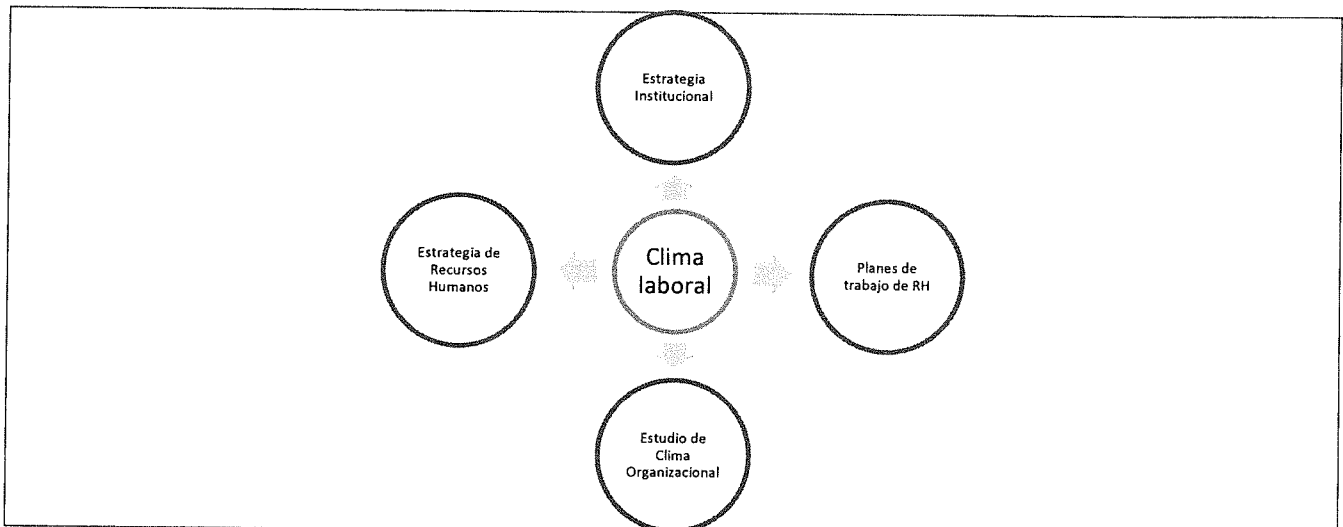 Estrategia
Institucional
Estrategia de
Recursos
Humanos
Clima
laboral
Planes de
trabajo de RH
Estudio de
Clima
Organizacional